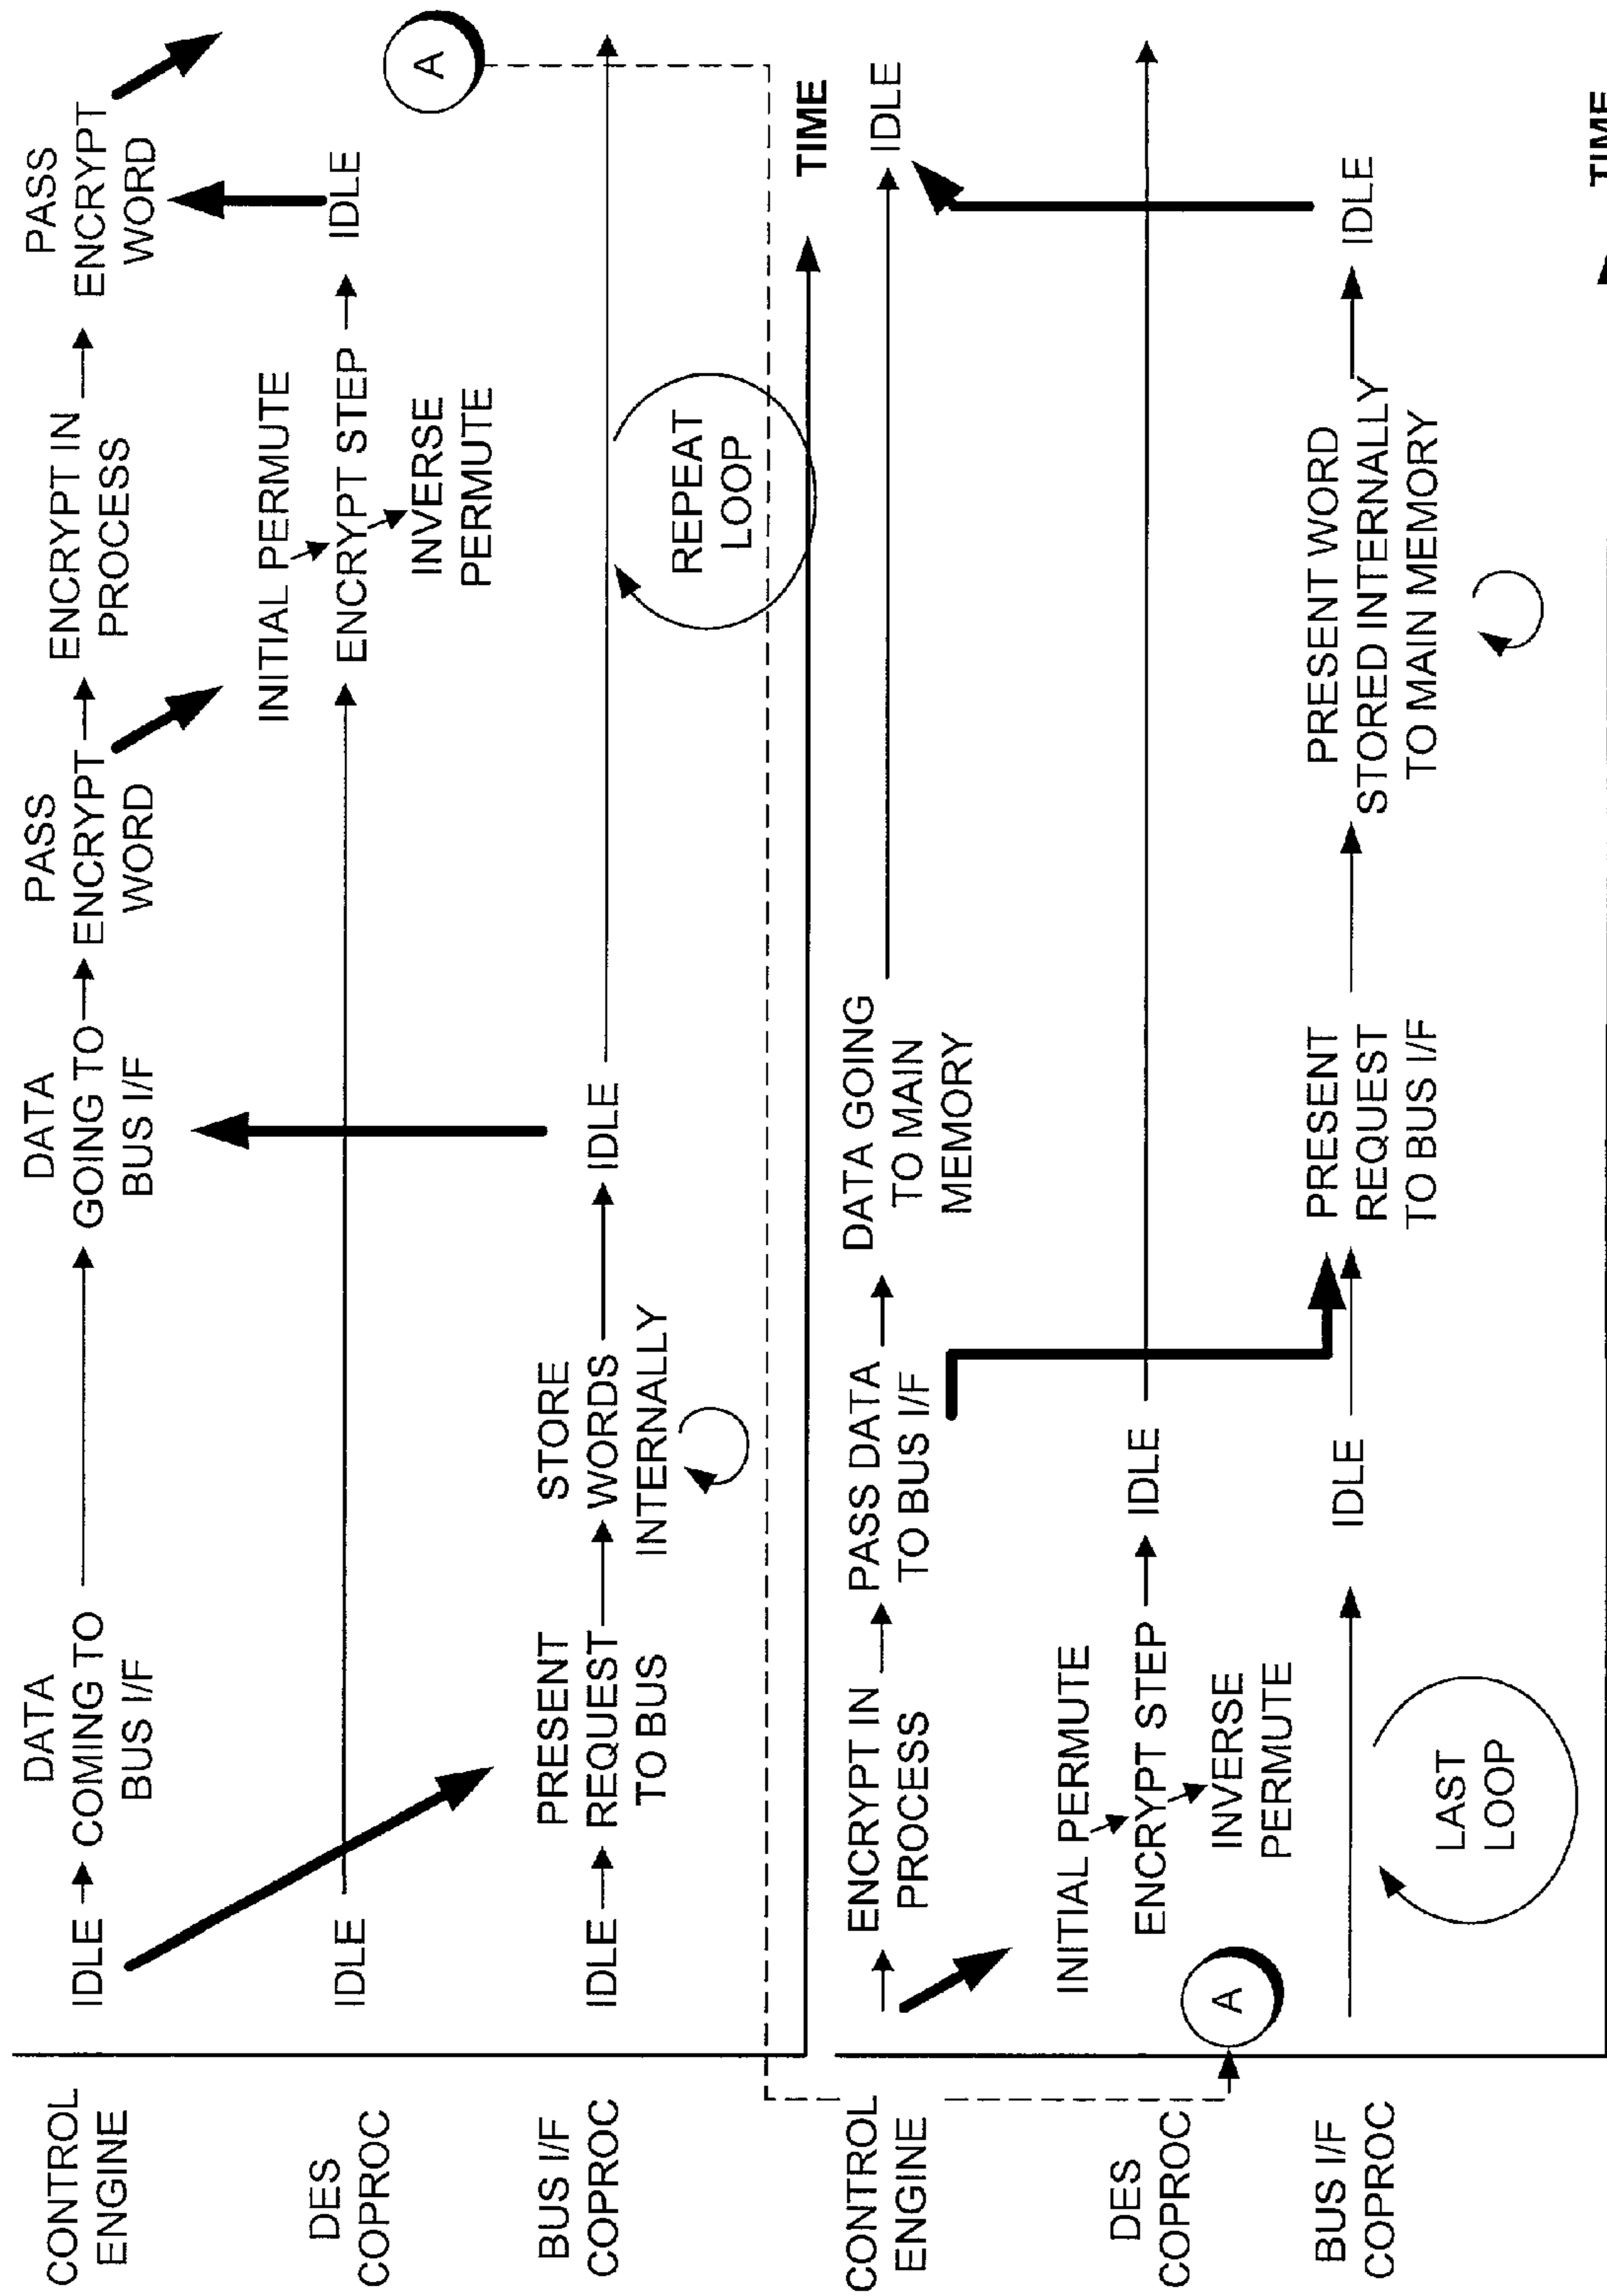 CONTROL
ENGINE
IDLE
DATA
COMING TO
BUS I/F
DATA
GOING TO
BUS I/F
PASS
ENCRYPT
WORD
ENCRYPT IN
PROCESS
PASS
ENCRYPT
WORD
DES
COPROC
IDLE
INITIAL PERMUTE
ENCRYPT STEP
INVERSE
PERMUTE
IDLE
A
BUS I/F
COPROC
IDLE
PRESENT
REQUEST
TO BUS
STORE
WORDS
INTERNALLY
IDLE
REPEAT
LOOP
TIME
CONTROL
ENGINE
ENCRYPT IN
PROCESS
PASS DATA
TO BUS I/F
DATA GOING
TO MAIN
MEMORY
IDLE
DES
COPROC
A
INITIAL PERMUTE
ENCRYPT STEP
INVERSE
PERMUTE
IDLE
BUS I/F
COPROC
LAST
LOOP
IDLE
PRESENT
REQUEST
TO BUS I/F
PRESENT WORD
STORED INTERNALLY
TO MAIN MEMORY
IDLE
TIME